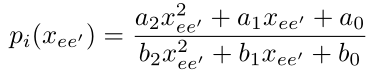 $p_i(x_{ee'}) = \frac{a_2 x_{ee'}^2 + a_1 x_{ee'} + a_0}{b_2 x_{ee'}^2 + b_1 x_{ee'} + b_0}$